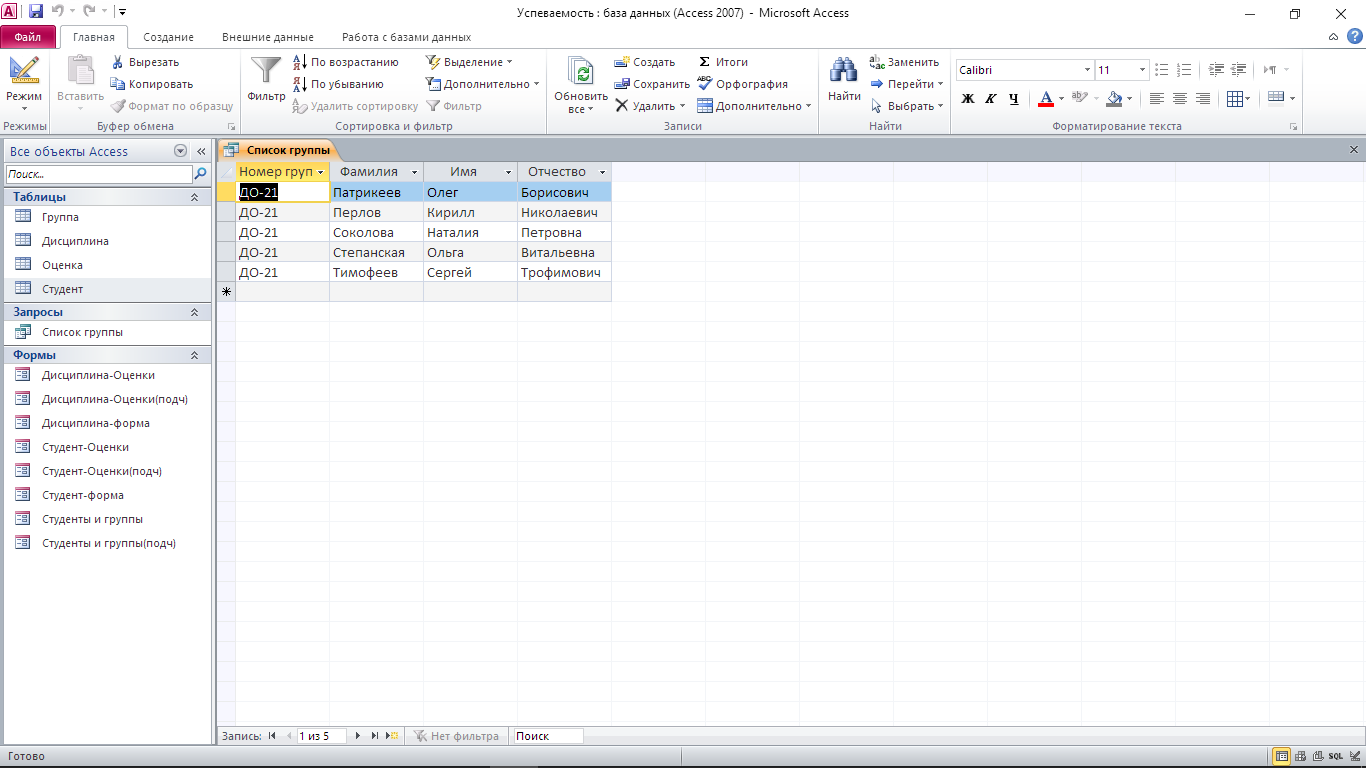 Успеваемость : база данных (Access 2007) - Microsoft Access
Файл Главная Создание Внешние данные Работа с базами данных
Режим
Режимы
Вставить
Вырезать
Копировать
Формат по образцу
Буфер обмена
Фильтр
По возрастанию
По убыванию
Удалить сортировку
Выделение
Дополнительно
Фильтр
Сортировка и фильтр
Обновить
все
Создать
Сохранить
Удалить
Итоги
Орфография
Дополнительно
Записи
Найти
Заменить
Перейти
Выбрать
Найти
Calibri 11
Ж К Ч А
Форматирование текста
Все объекты Access
Поиск...
Таблицы
Группа
Дисциплина
Оценка
Студент
Запросы
Список группы
Формы
Дисциплина-Оценки
Дисциплина-Оценки(подч)
Дисциплина-форма
Студент-Оценки
Студент-Оценки(подч)
Студент-форма
Студенты и группы
Студенты и группы(подч)
Список группы
Номер груп Фамилия Имя Отчество
ДО-21 Патрикеев Олег Борисович
ДО-21 Перлов Кирилл Николаевич
ДО-21 Соколова Наталия Петровна
ДО-21 Степанская Ольга Витальевна
ДО-21 Тимофеев Сергей Трофимович
Запись: 1 из 5 Нет фильтра Поиск
Готово SQL